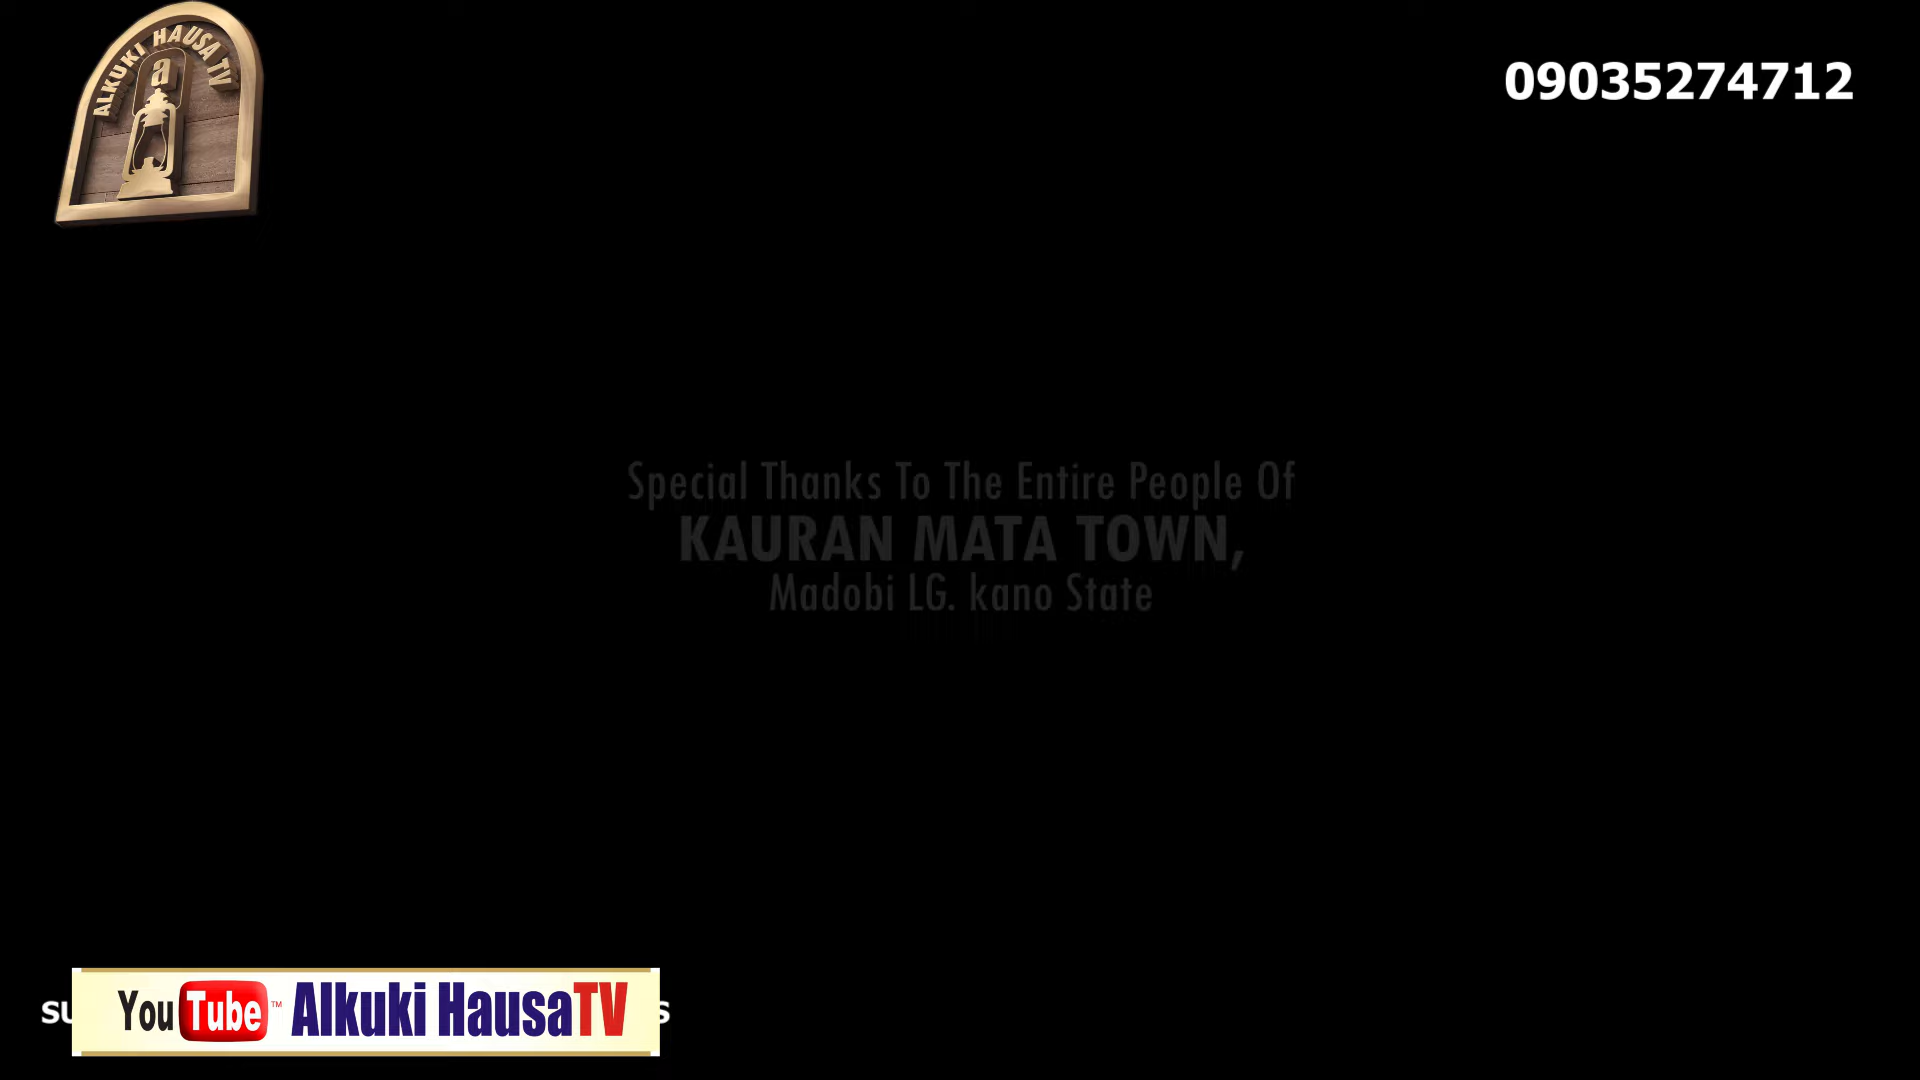 ALKUKI HAUSA TV
a
09035274712
Special Thanks To The Entire People Of
KAURAN MATA TOWN,
Madobi LG. kano State
YouTube™ Alkuki HausaTV